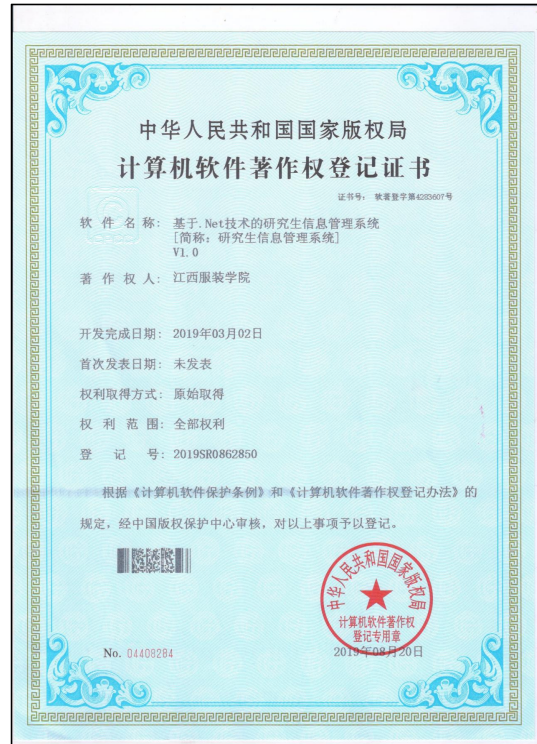 中华人民共和国国家版权局
计算机软件著作权登记证书
证书号： 软著登字第4283607号
软件名称： 基于.Net技术的研究生信息管理系统
[简称：研究生信息管理系统]
V1.0
著作权人： 江西服装学院
开发完成日期： 2019年03月02日
首次发表日期： 未发表
权利取得方式： 原始取得
权利范围： 全部权利
登记号： 2019SR0862850
根据《计算机软件保护条例》和《计算机软件著作权登记办法》的
规定，经中国版权保护中心审核，对以上事项予以登记。
中华人民共和国国家版权局
计算机软件著作权
登记专用章
No. 04408284
2019年08月20日